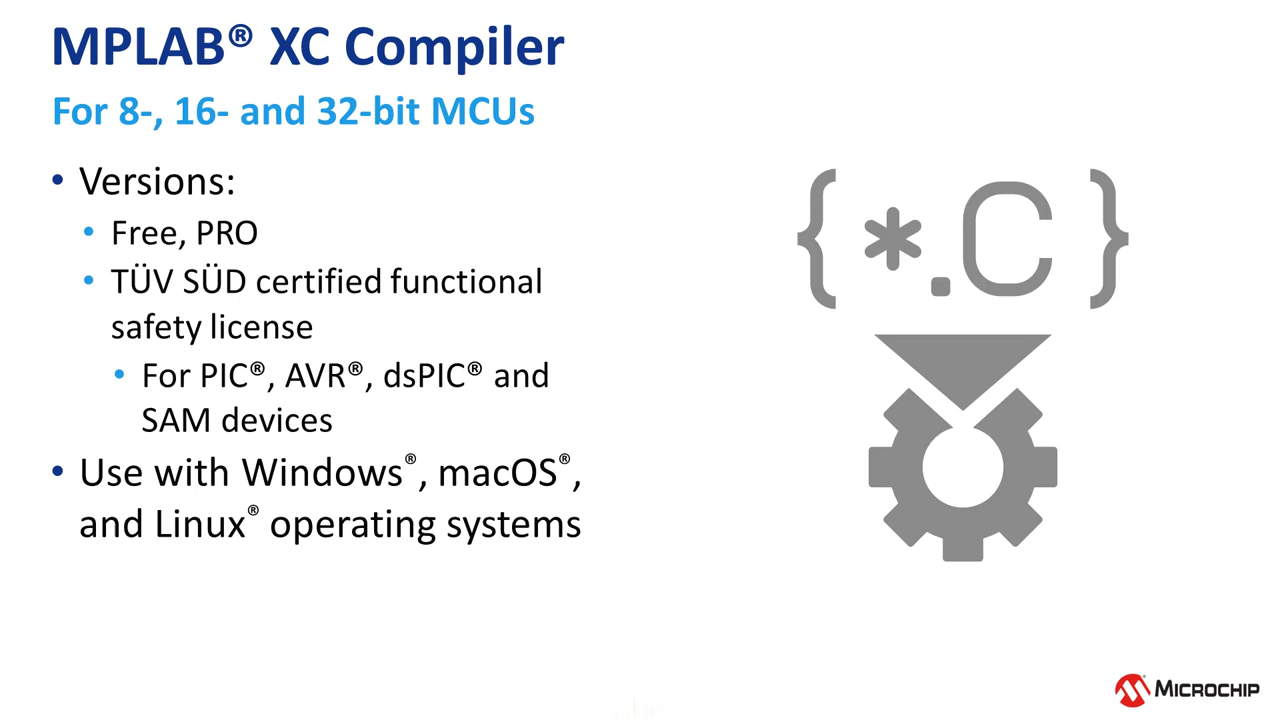 MPLAB® XC Compiler
For 8-, 16- and 32-bit MCUs
• Versions:
• Free, PRO
• TÜV SÜD certified functional
safety license
• For PIC®, AVR®, dsPIC® and
SAM devices
• Use with Windows®, macOS®,
and Linux® operating systems
{ *.C }
MICROCHIP